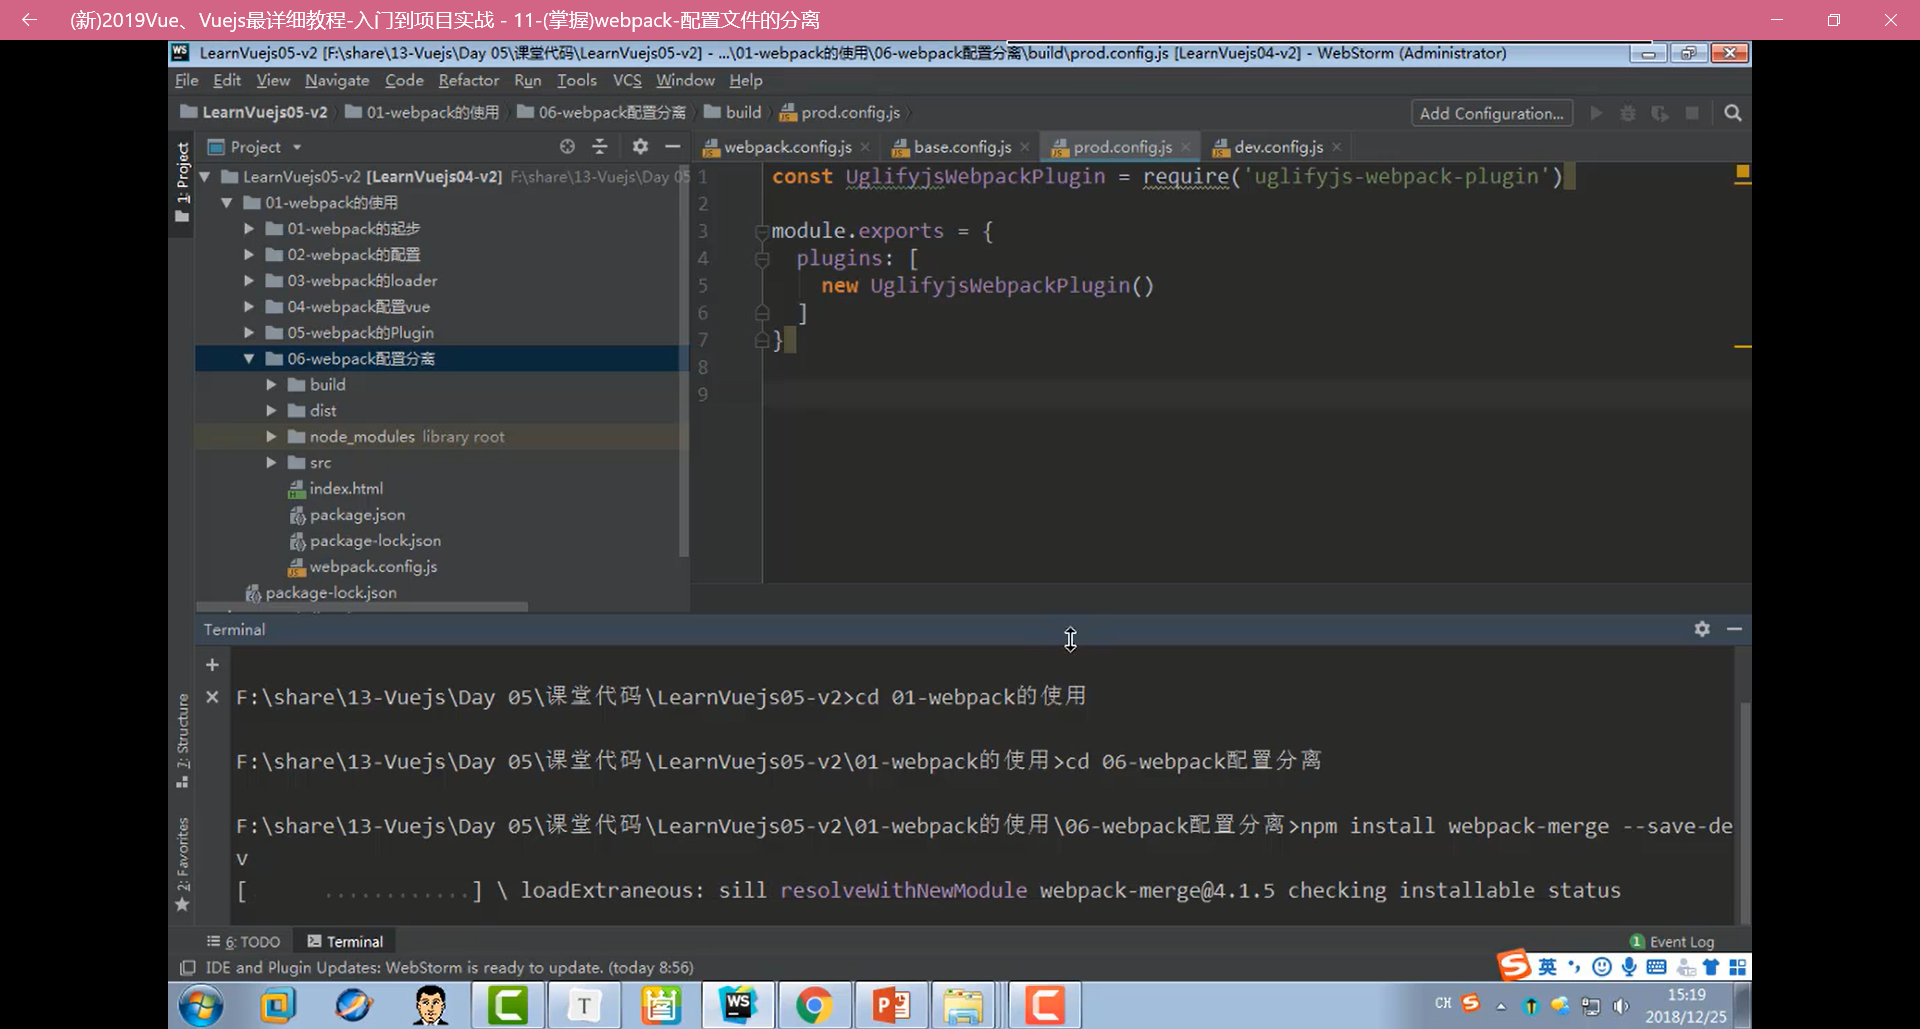 (新)2019Vue、Vuejs最详细教程-入门到项目实战 - 11-(掌握)webpack-配置文件的分离
WS LearnVuejs05-v2 [F:\share\13-Vuejs\Day 05\课堂代码\LearnVuejs05-v2] - ...\01-webpack的使用\06-webpack配置分离\build\prod.config.js [LearnVuejs04-v2] - WebStorm (Administrator)
File Edit View Navigate Code Refactor Run Tools VCS Window Help
LearnVuejs05-v2 01-webpack的使用 06-webpack配置分离 build prod.config.js Add Configuration...
1: Project
Project webpack.config.js base.config.js prod.config.js dev.config.js
LearnVuejs05-v2 [LearnVuejs04-v2] F:\share\13-Vuejs\Day 05
01-webpack的使用
01-webpack的起步
02-webpack的配置
03-webpack的loader
04-webpack配置vue
05-webpack的Plugin
06-webpack配置分离
build
dist
node_modules library root
src
index.html
package.json
package-lock.json
webpack.config.js
package-lock.json
1 const UglifyjsWebpackPlugin = require('uglifyjs-webpack-plugin')
2
3 module.exports = {
4 plugins: [
5 new UglifyjsWebpackPlugin()
6 ]
7 }
8
9
Terminal
F:\share\13-Vuejs\Day 05\课堂代码\LearnVuejs05-v2>cd 01-webpack的使用
F:\share\13-Vuejs\Day 05\课堂代码\LearnVuejs05-v2\01-webpack的使用>cd 06-webpack配置分离
F:\share\13-Vuejs\Day 05\课堂代码\LearnVuejs05-v2\01-webpack的使用\06-webpack配置分离>npm install webpack-merge --save-de
v
[ ............] \ loadExtraneous: sill resolveWithNewModule webpack-merge@4.1.5 checking installable status
7: Structure
2: Favorites
6: TODO Terminal 1 Event Log
IDE and Plugin Updates: WebStorm is ready to update. (today 8:56)
英
CH
15:19
2018/12/25